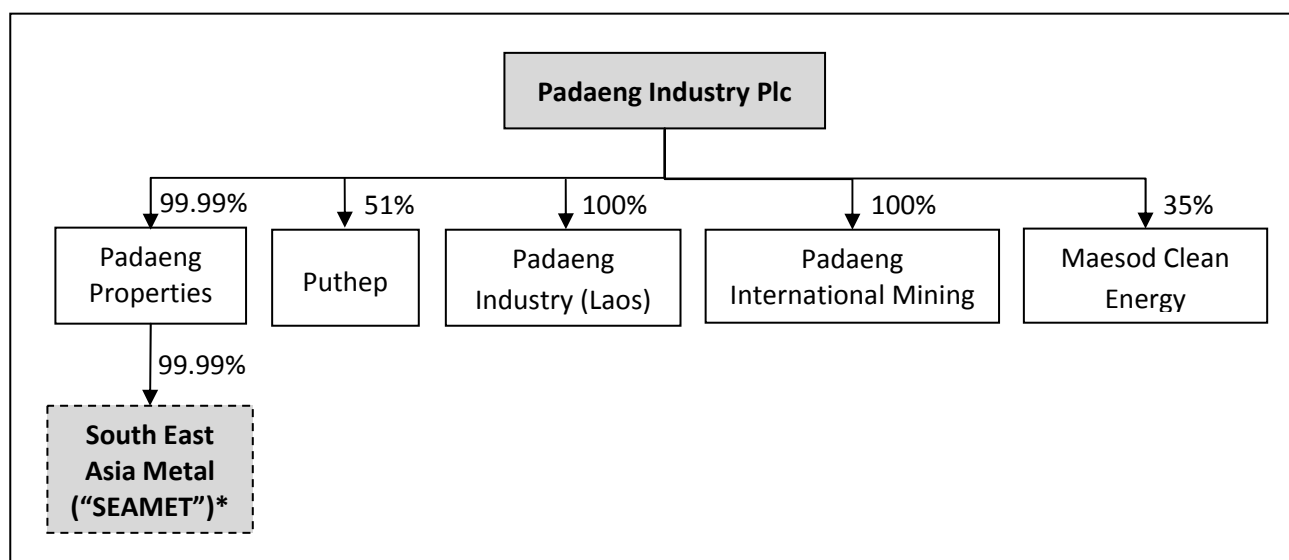 Padaeng Industry Plc
99.99%
51%
100%
100%
35%
Padaeng
Properties
Puthep
Padaeng
Industry (Laos)
Padaeng
International Mining
Maesod Clean
Energy
99.99%
South East
Asia Metal
(“SEAMET”)*